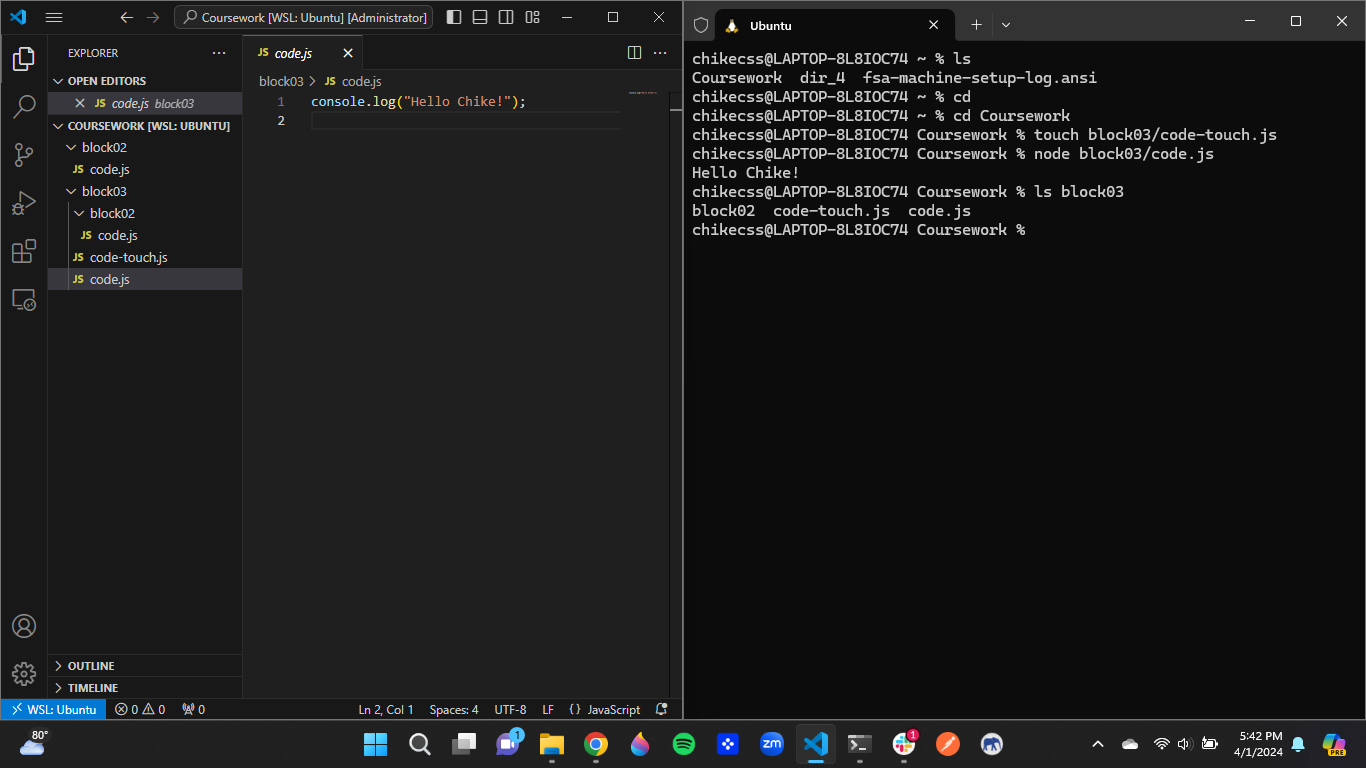 Coursework [WSL: Ubuntu] [Administrator]
EXPLORER
OPEN EDITORS
JS code.js block03
COURSEWORK [WSL: UBUNTU]
block02
JS code.js
block03
block02
JS code.js
JS code-touch.js
JS code.js
OUTLINE
TIMELINE
JS code.js
block03 > JS code.js
1 console.log("Hello Chike!");
2
WSL: Ubuntu 0 0 0 Ln 2, Col 1 Spaces: 4 UTF-8 LF {} JavaScript
Ubuntu
chikecss@LAPTOP-8L8IOC74 ~ % ls
Coursework dir_4 fsa-machine-setup-log.ansi
chikecss@LAPTOP-8L8IOC74 ~ % cd
chikecss@LAPTOP-8L8IOC74 ~ % cd Coursework
chikecss@LAPTOP-8L8IOC74 Coursework % touch block03/code-touch.js
chikecss@LAPTOP-8L8IOC74 Coursework % node block03/code.js
Hello Chike!
chikecss@LAPTOP-8L8IOC74 Coursework % ls block03
block02 code-touch.js code.js
chikecss@LAPTOP-8L8IOC74 Coursework %
80°
1
zm
1
5:42 PM
4/1/2024
PRE